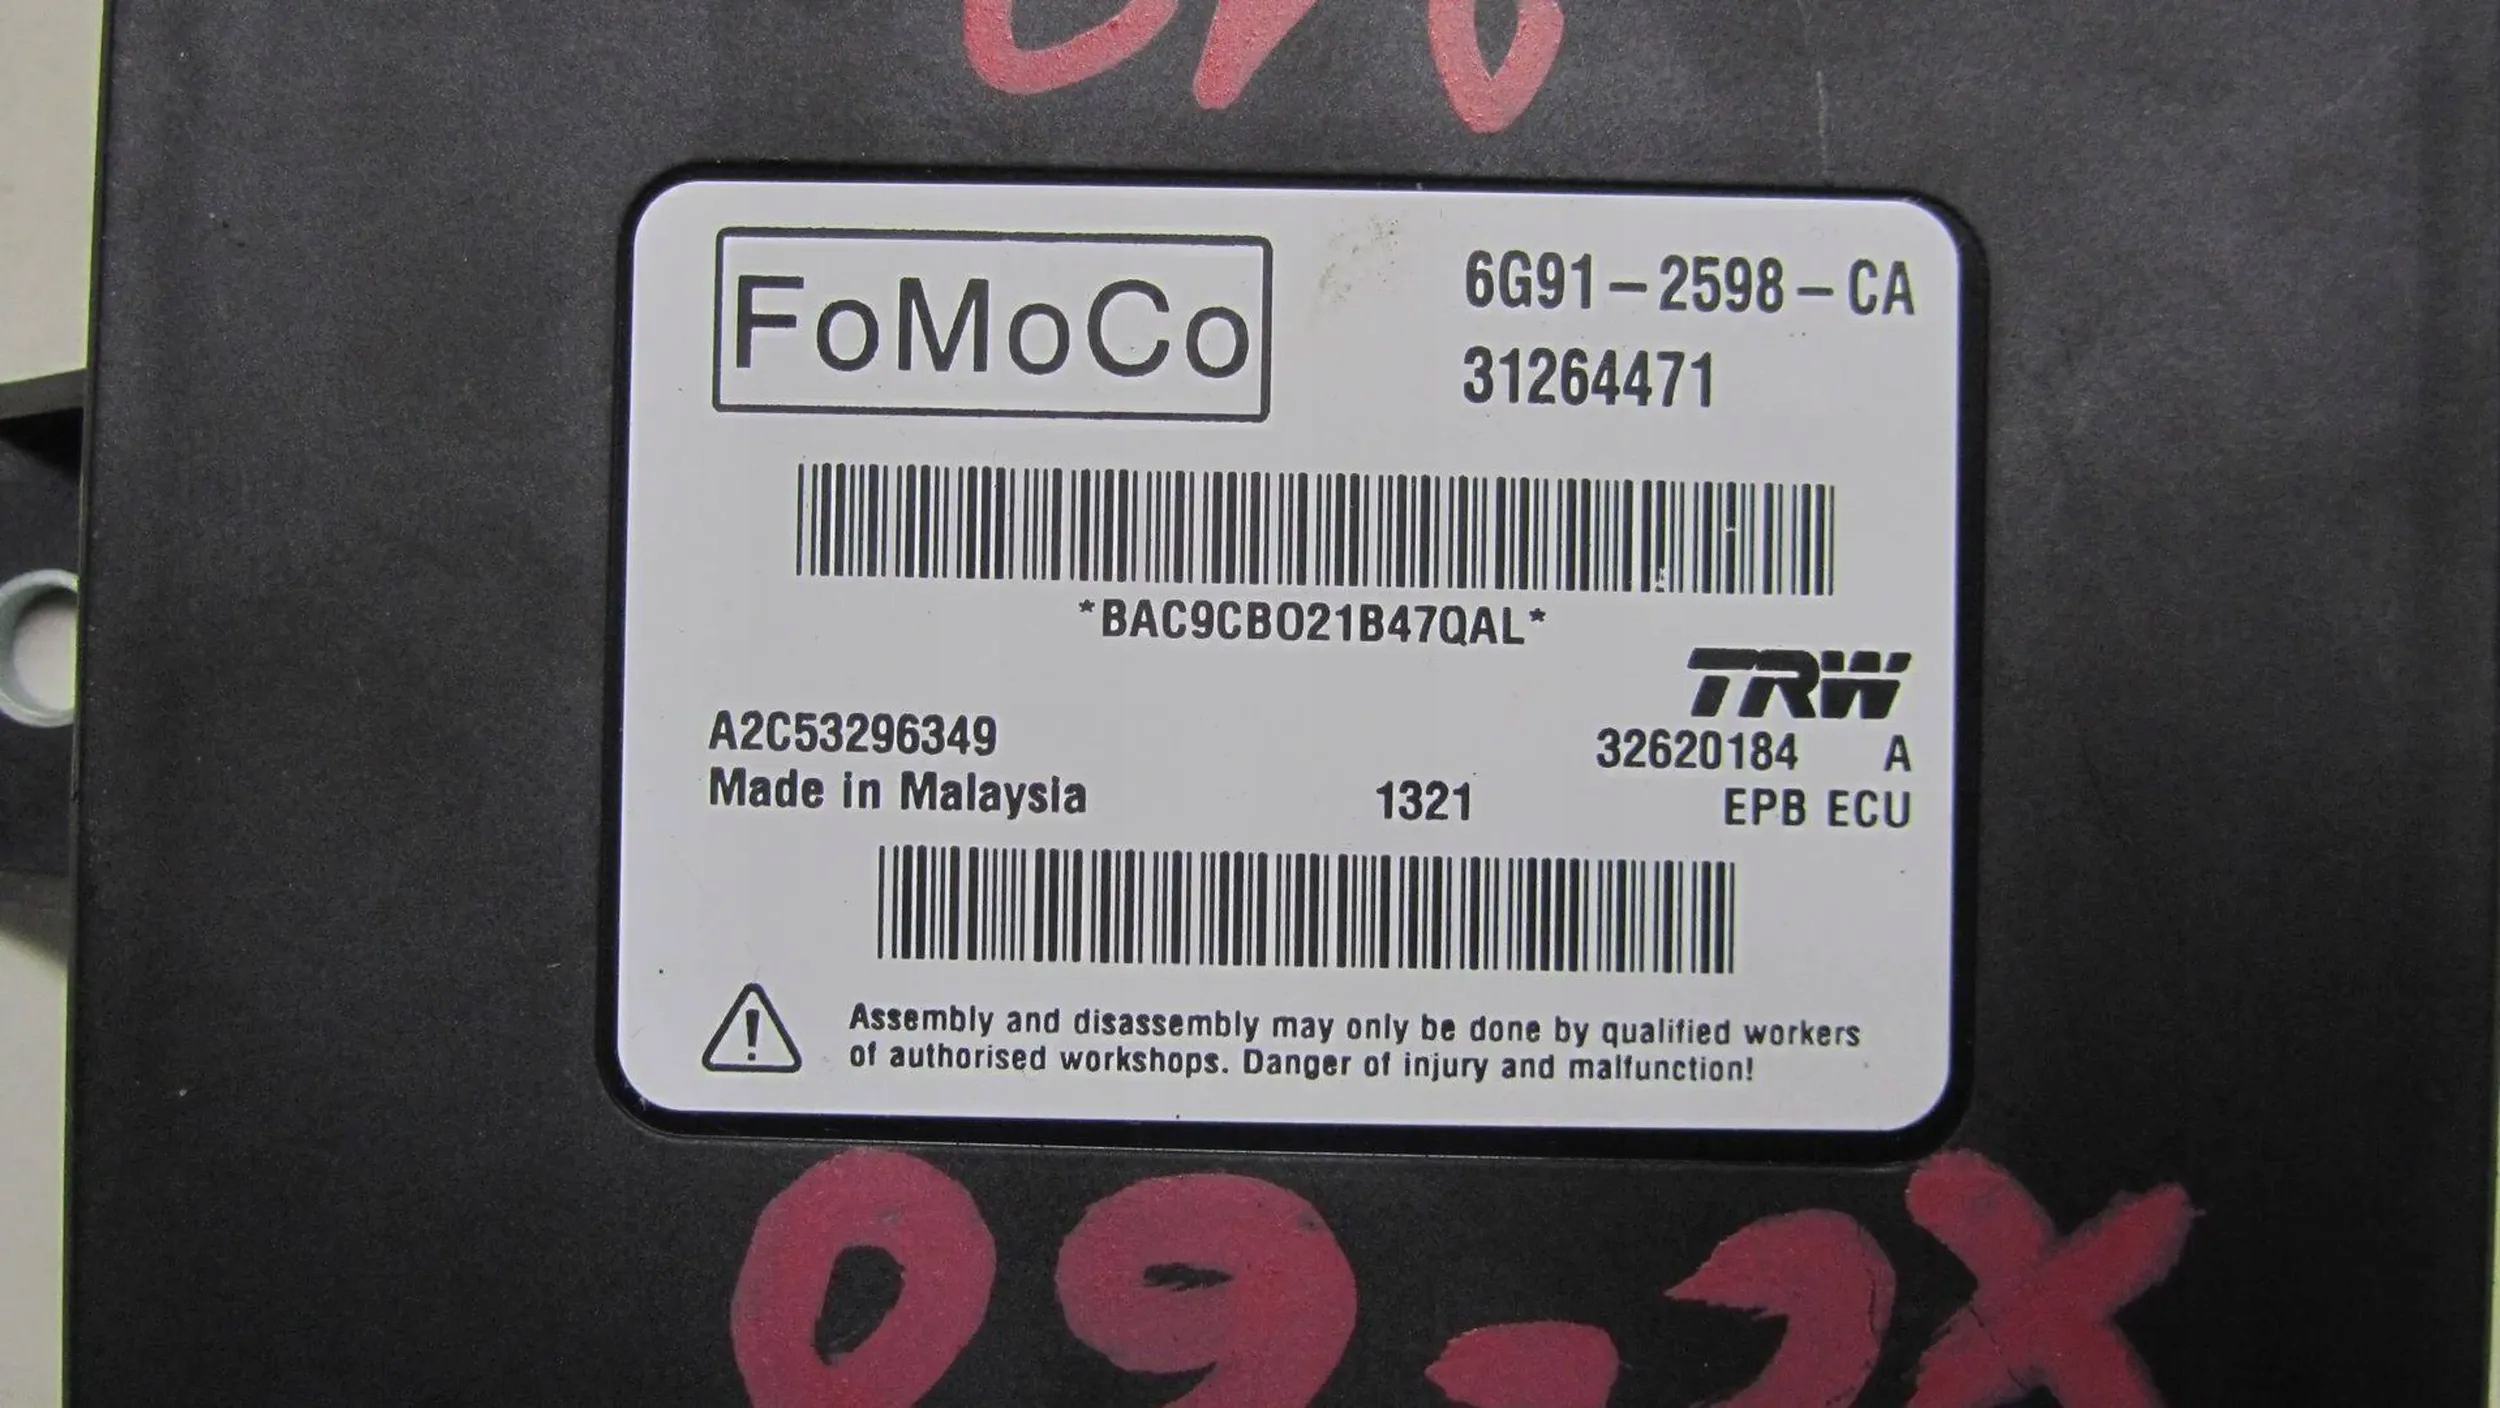 FoMoCo
6G91-2598-CA
31264471
*BAC9CBO21B47QAL*
TRW
A2C53296349
32620184 A
Made in Malaysia 1321 EPB ECU
Assembly and disassembly may only be done by qualified workers
of authorised workshops. Danger of injury and malfunction!